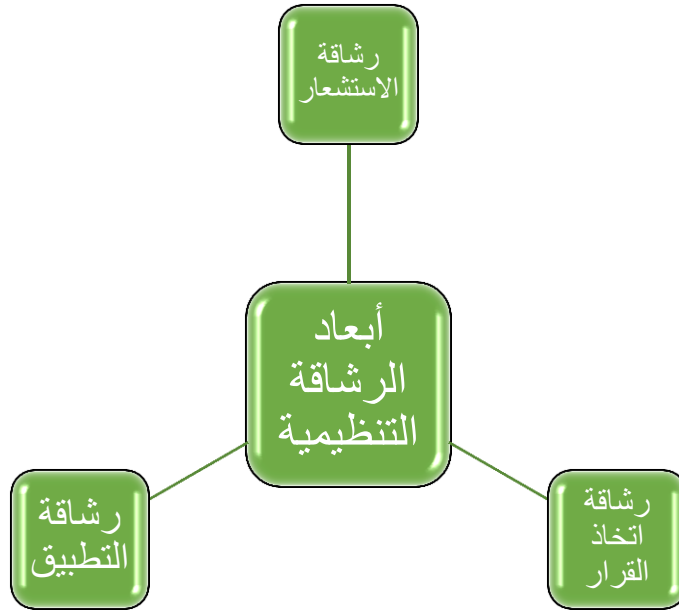 رشاقة
الاستشعار
أبعاد
الرشاقة
التنظيمية
رشاقة
اتخاذ
القرار
رشاقة
التطبيق